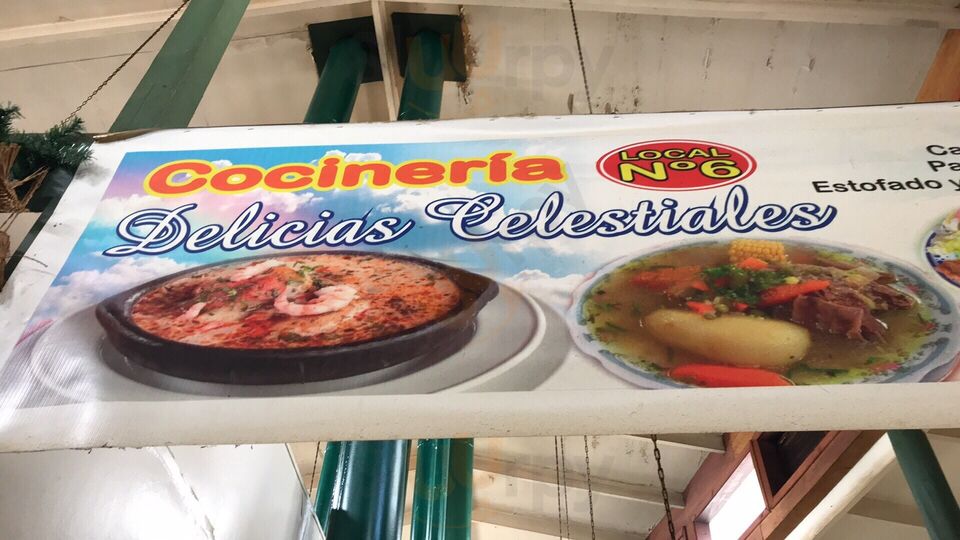 Cocinería
Delicias Celestiales
LOCAL
Nº6
Estofado y